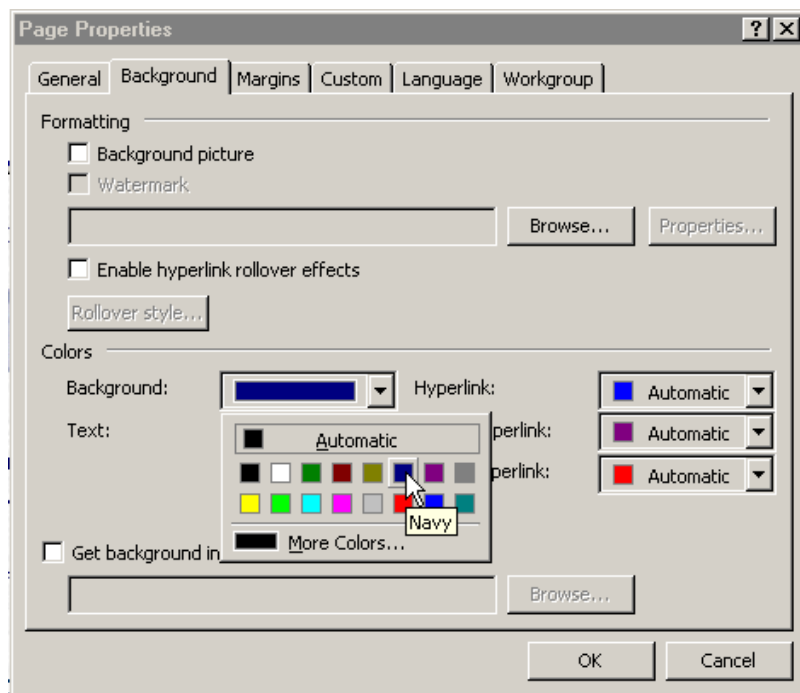 Page Properties
General Background Margins Custom Language Workgroup
Formatting
Background picture
Watermark
Browse... Properties...
Enable hyperlink rollover effects
Rollover style...
Colors
Background: Hyperlink: Automatic
Text: Automatic perlink: Automatic
perlink: Automatic
Navy
More Colors...
Get background in
Browse...
OK Cancel